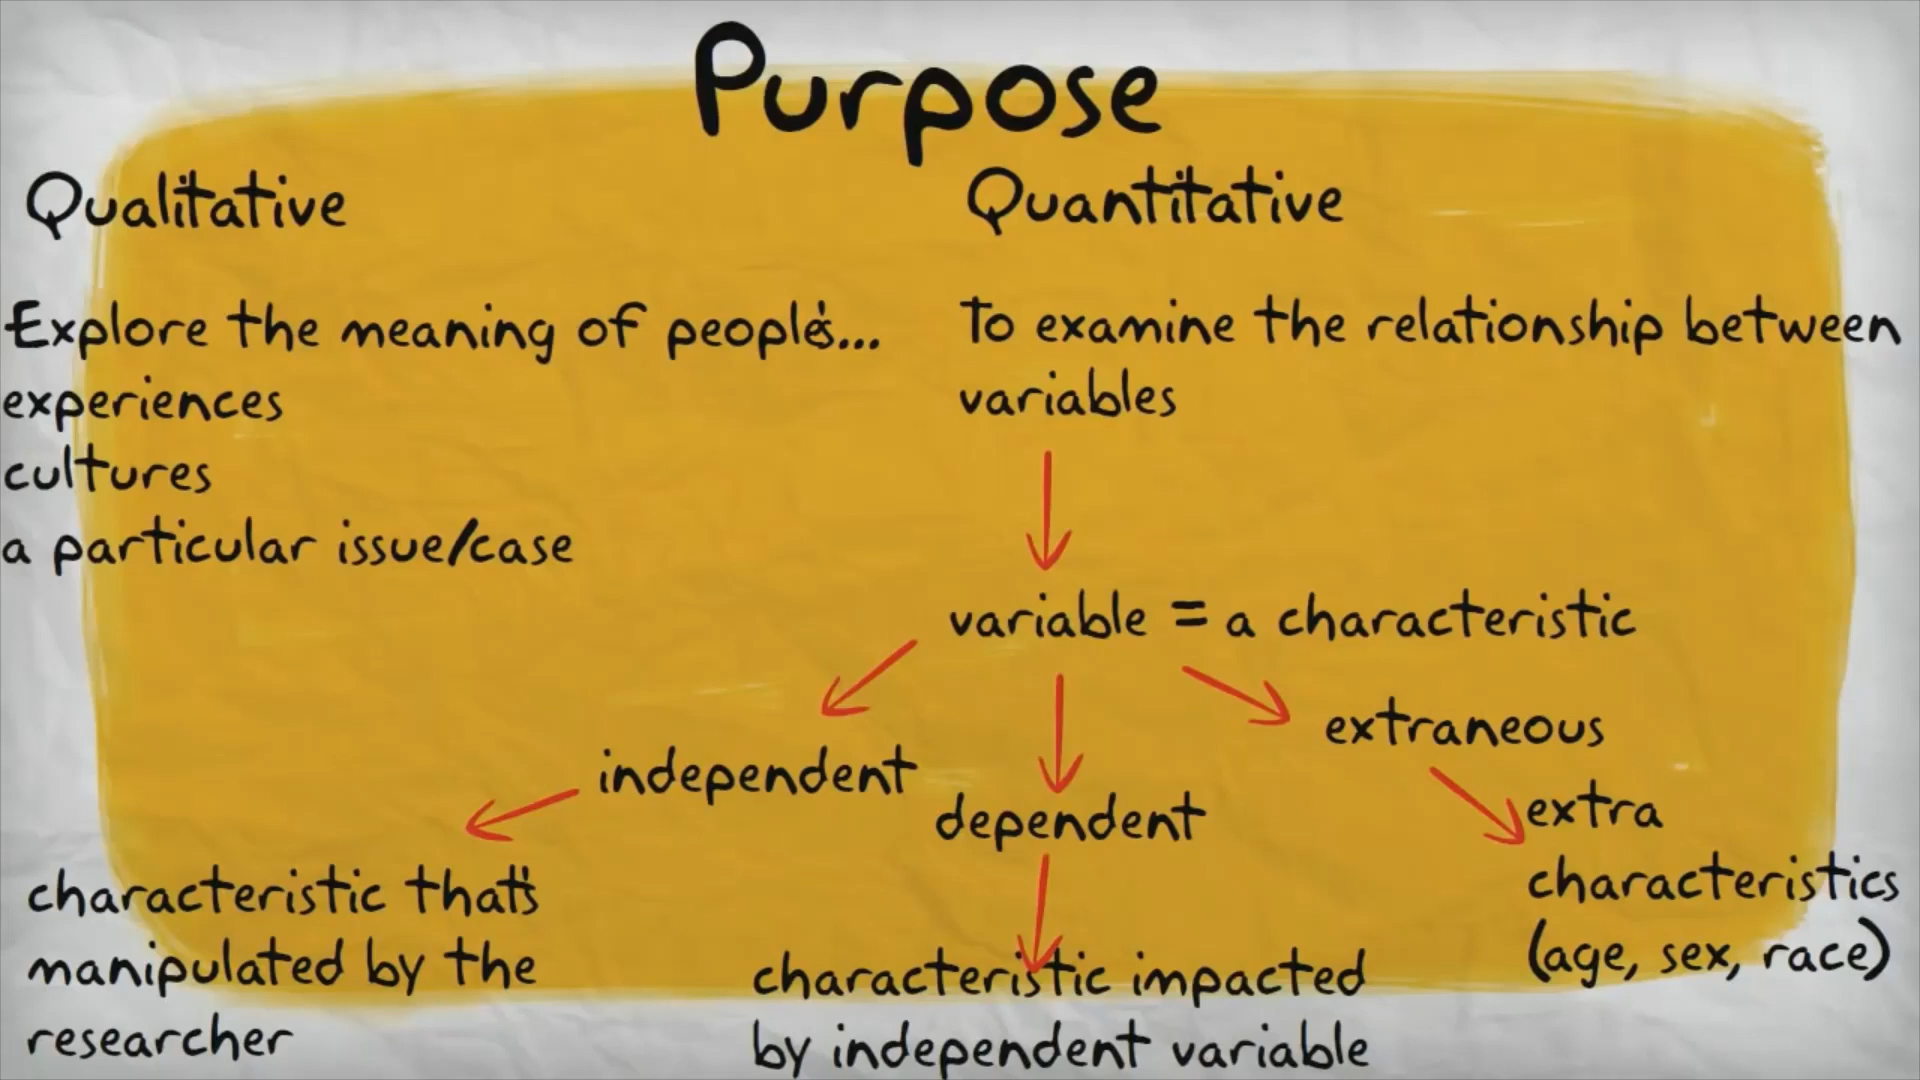 Purpose
Qualitative
Explore the meaning of people's...
experiences
cultures
a particular issue/case
Quantitative
To examine the relationship between
variables
variable = a characteristic
independent
characteristic that's
manipulated by the
researcher
dependent
characteristic impacted
by independent variable
extraneous
extra
characteristics
(age, sex, race)